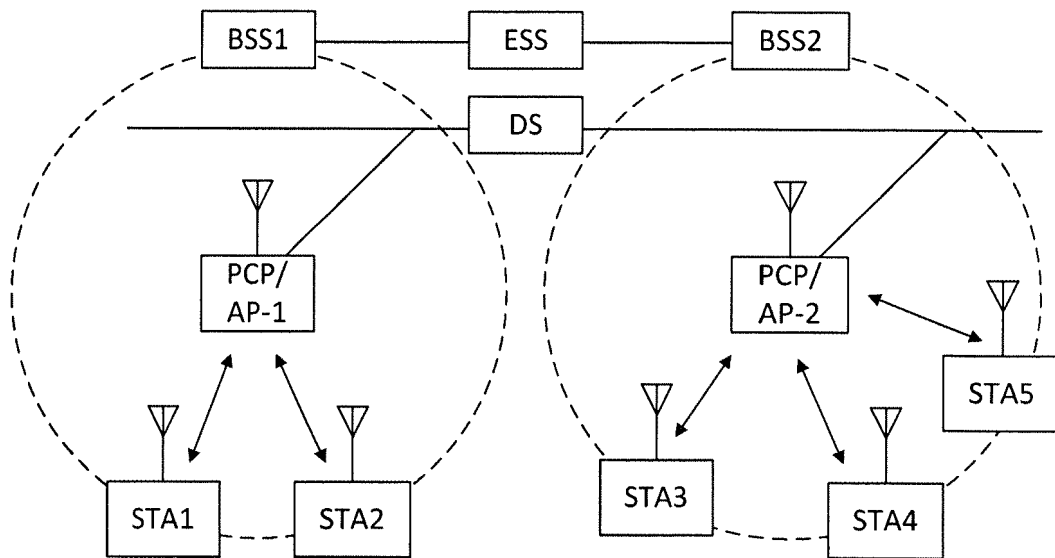 BSS1
ESS
BSS2
DS
PCP/
AP-1
PCP/
AP-2
STA5
STA1
STA2
STA3
STA4